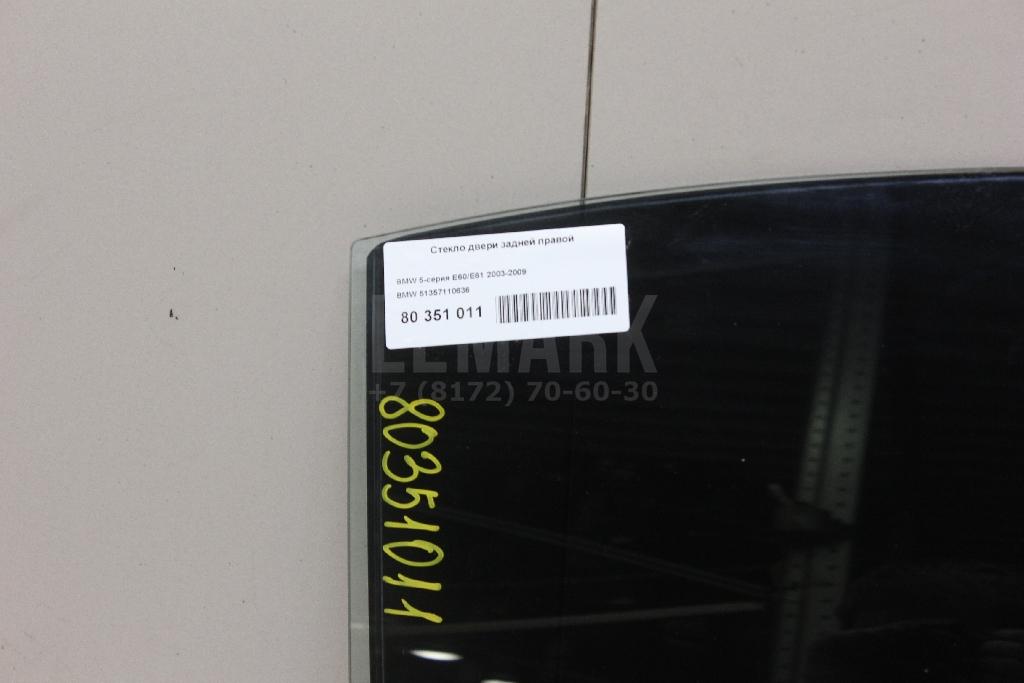 Стекло двери задней правой
BMW 5-серия E60/E61 2003-2009
BMW 51357110636
80 351 011
LEMARK
+7 (8172) 70-60-30
80351011